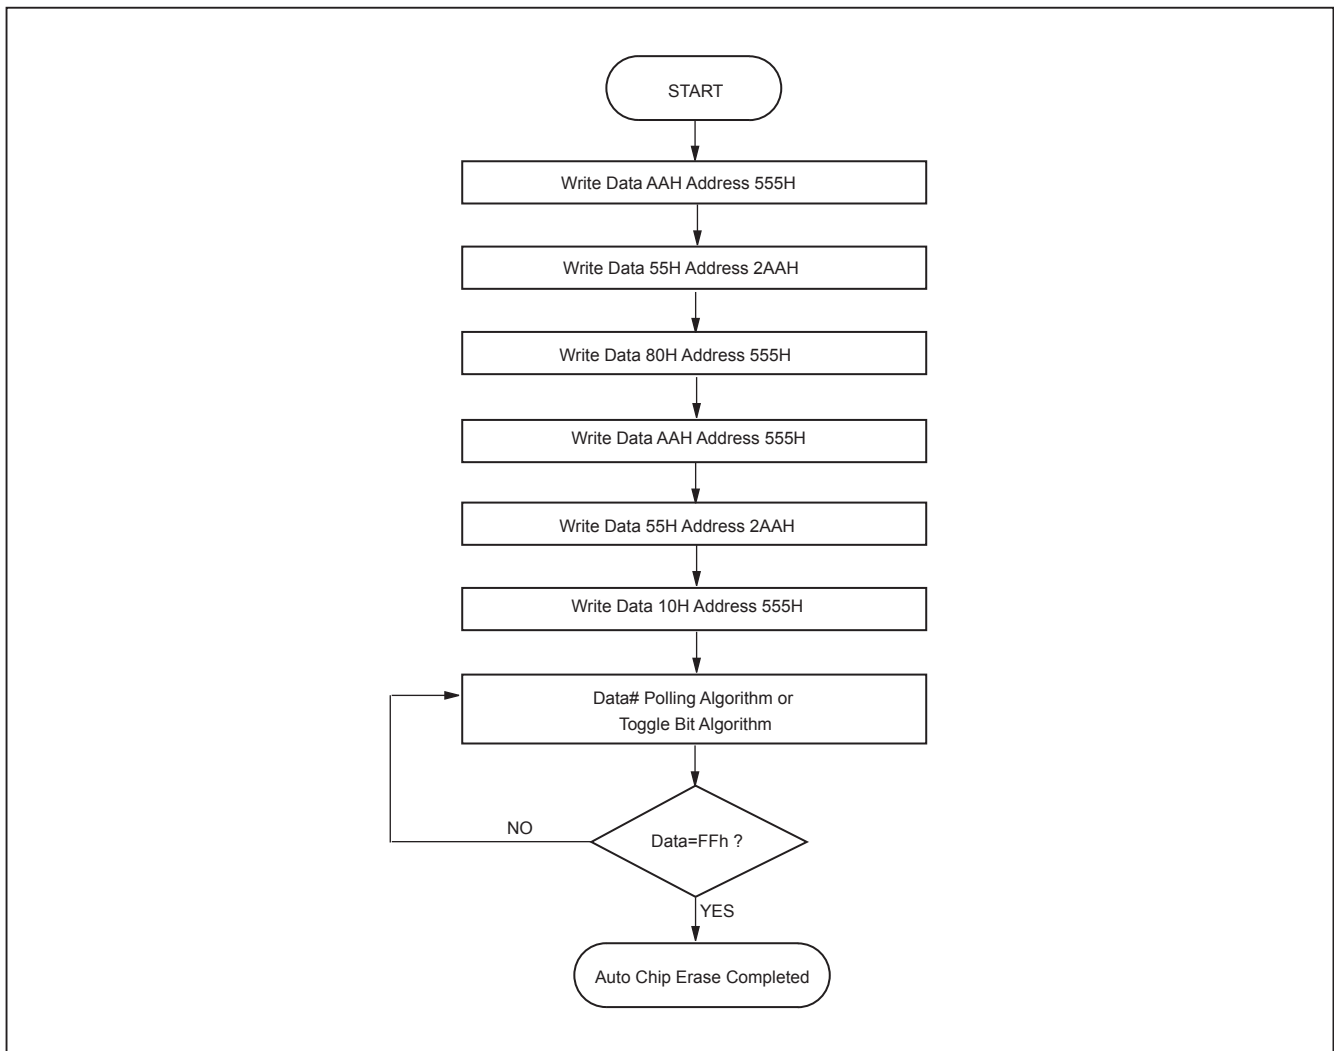 START
Write Data AAH Address 555H
Write Data 55H Address 2AAH
Write Data 80H Address 555H
Write Data AAH Address 555H
Write Data 55H Address 2AAH
Write Data 10H Address 555H
Data# Polling Algorithm or
Toggle Bit Algorithm
NO
Data=FFh ?
YES
Auto Chip Erase Completed